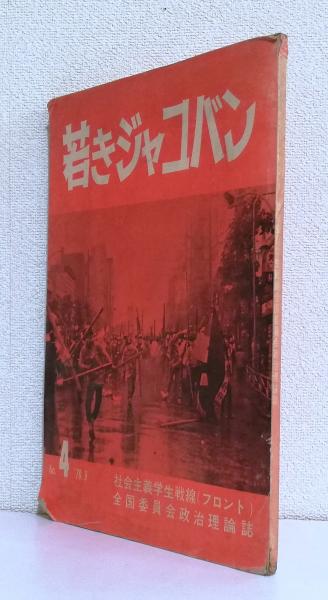 若きジャコバン
No. 4 '70.9
社会主義学生戦線(フロント)/
全国委員会政治理論誌